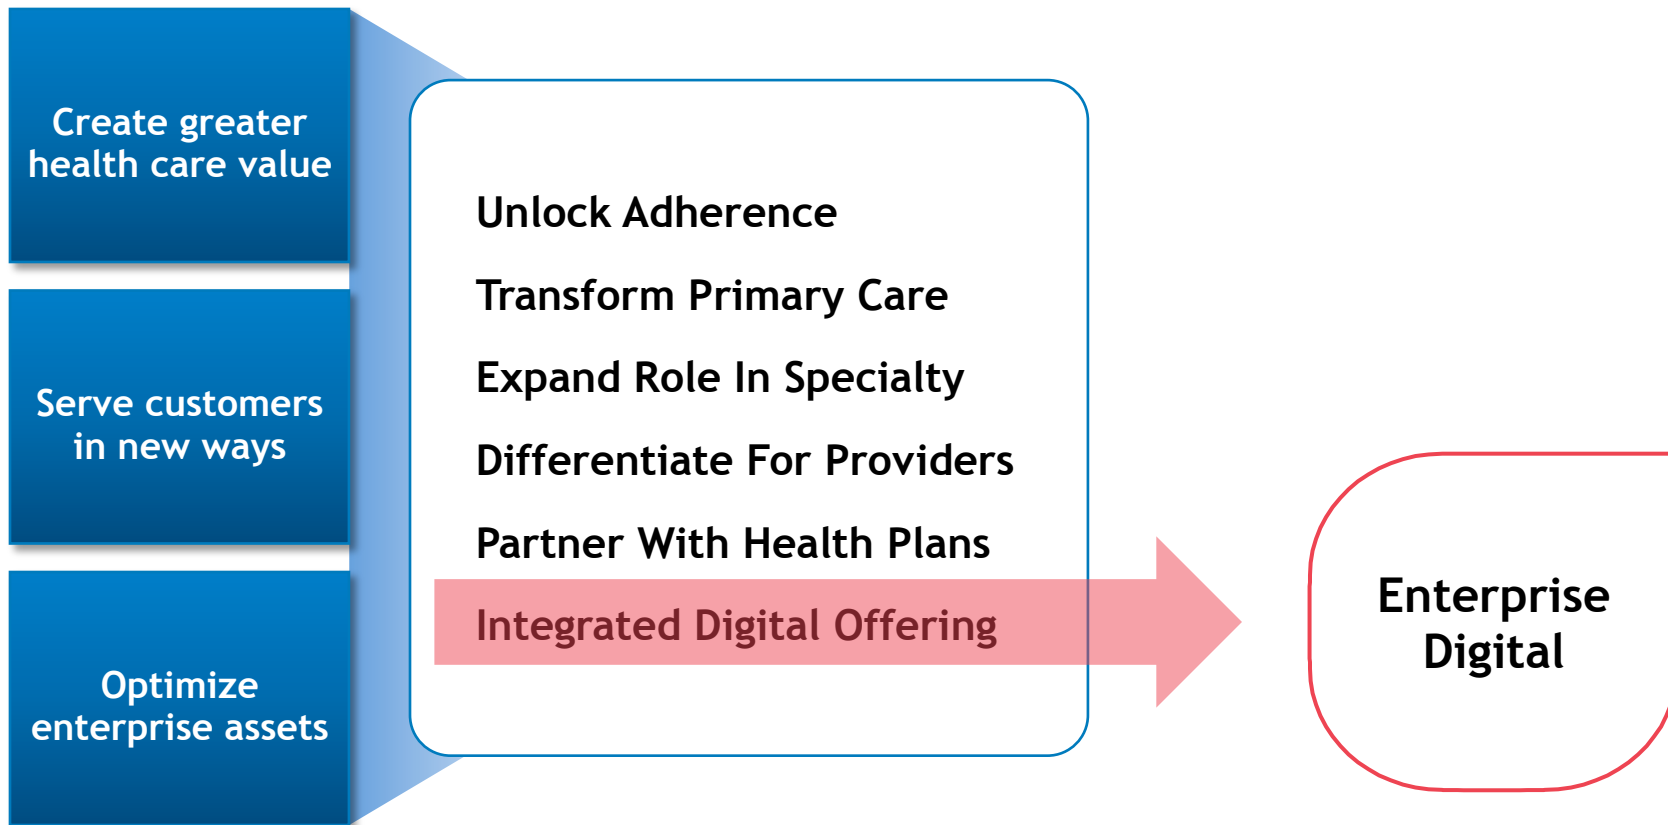 Create greater
health care value
Serve customers
in new ways
Optimize
enterprise assets
Unlock Adherence
Transform Primary Care
Expand Role In Specialty
Differentiate For Providers
Partner With Health Plans
Integrated Digital Offering
Enterprise
Digital